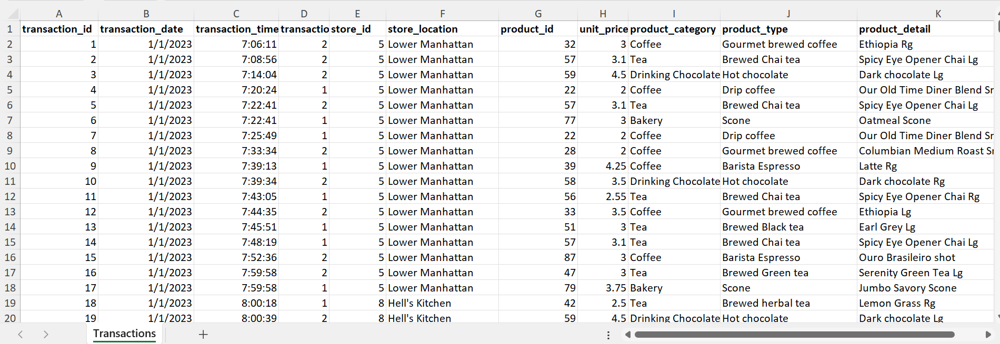 A B C D E F G H I J K
1 transaction_id transaction_date transaction_time transactio store_id store_location product_id unit_price product_category product_type product_detail
2 1 1/1/2023 7:06:11 2 5 Lower Manhattan 32 3 Coffee Gourmet brewed coffee Ethiopia Rg
3 2 1/1/2023 7:08:56 2 5 Lower Manhattan 57 3.1 Tea Brewed Chai tea Spicy Eye Opener Chai Lg
4 3 1/1/2023 7:14:04 2 5 Lower Manhattan 59 4.5 Drinking Chocolate Hot chocolate Dark chocolate Lg
5 4 1/1/2023 7:20:24 1 5 Lower Manhattan 22 2 Coffee Drip coffee Our Old Time Diner Blend Sr
6 5 1/1/2023 7:22:41 2 5 Lower Manhattan 57 3.1 Tea Brewed Chai tea Spicy Eye Opener Chai Lg
7 6 1/1/2023 7:22:41 1 5 Lower Manhattan 77 3 Bakery Scone Oatmeal Scone
8 7 1/1/2023 7:25:49 1 5 Lower Manhattan 22 2 Coffee Drip coffee Our Old Time Diner Blend Sr
9 8 1/1/2023 7:33:34 2 5 Lower Manhattan 28 2 Coffee Gourmet brewed coffee Columbian Medium Roast Sr
10 9 1/1/2023 7:39:13 1 5 Lower Manhattan 39 4.25 Coffee Barista Espresso Latte Rg
11 10 1/1/2023 7:39:34 2 5 Lower Manhattan 58 3.5 Drinking Chocolate Hot chocolate Dark chocolate Rg
12 11 1/1/2023 7:43:05 1 5 Lower Manhattan 56 2.55 Tea Brewed Chai tea Spicy Eye Opener Chai Rg
13 12 1/1/2023 7:44:35 2 5 Lower Manhattan 33 3.5 Coffee Gourmet brewed coffee Ethiopia Lg
14 13 1/1/2023 7:45:51 1 5 Lower Manhattan 51 3 Tea Brewed Black tea Earl Grey Lg
15 14 1/1/2023 7:48:19 1 5 Lower Manhattan 57 3.1 Tea Brewed Chai tea Spicy Eye Opener Chai Lg
16 15 1/1/2023 7:52:36 2 5 Lower Manhattan 87 3 Coffee Barista Espresso Ouro Brasileiro shot
17 16 1/1/2023 7:59:58 2 5 Lower Manhattan 47 3 Tea Brewed Green tea Serenity Green Tea Lg
18 17 1/1/2023 7:59:58 1 5 Lower Manhattan 79 3.75 Bakery Scone Jumbo Savory Scone
19 18 1/1/2023 8:00:18 1 8 Hell's Kitchen 42 2.5 Tea Brewed herbal tea Lemon Grass Rg
20 19 1/1/2023 8:00:39 2 8 Hell's Kitchen 59 4.5 Drinking Chocolate Hot chocolate Dark chocolate Lg
Transactions